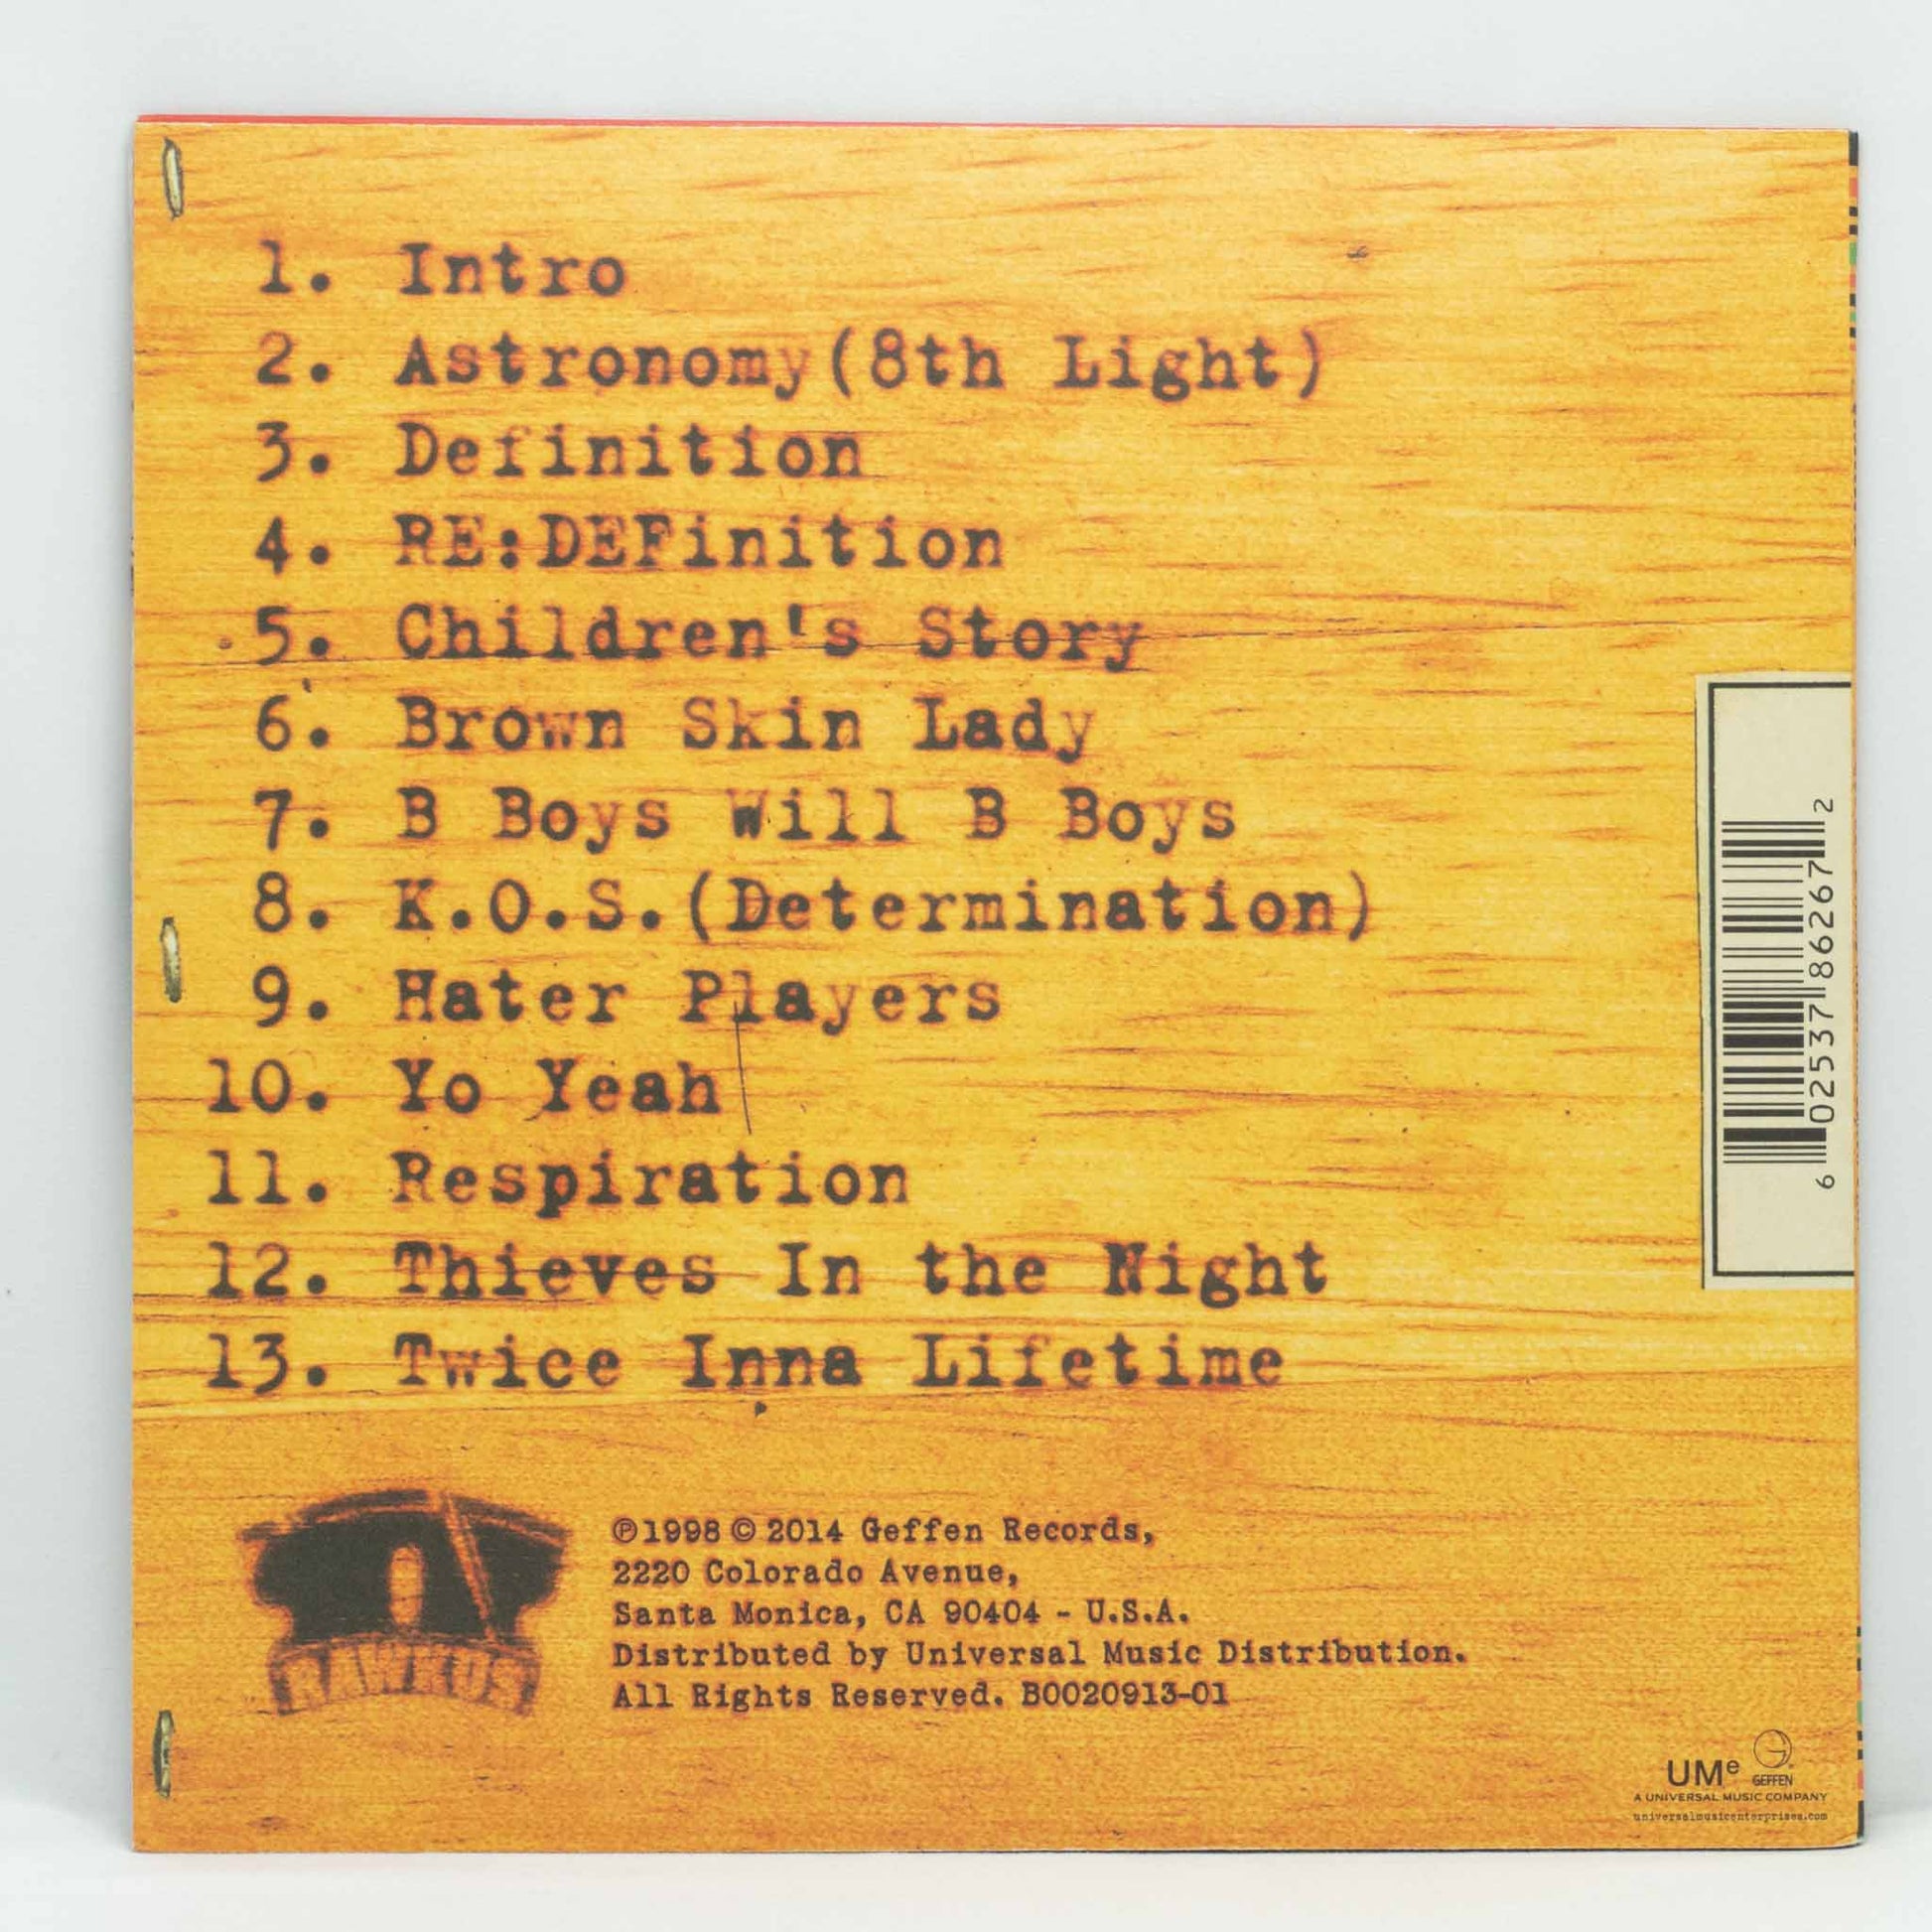 1. Intro
2. Astronomy(8th Light)
3. Definition
4. RE:DEFinition
5. Children's Story
6. Brown Skin Lady
7. B Boys Will B Boys
8. K.O.S.(Determination)
9. Hater Players
10. Yo Yeah
11. Respiration
12. Thieves In the Night
13. Twice Inna Lifetime
6 02537 86267 2
RAWKUS
℗1998 © 2014 Geffen Records,
2220 Colorado Avenue,
Santa Monica, CA 90404 - U.S.A.
Distributed by Universal Music Distribution.
All Rights Reserved. B0020913-01
UMe GEFFEN
A UNIVERSAL MUSIC COMPANY
universalmusicenterprises.com